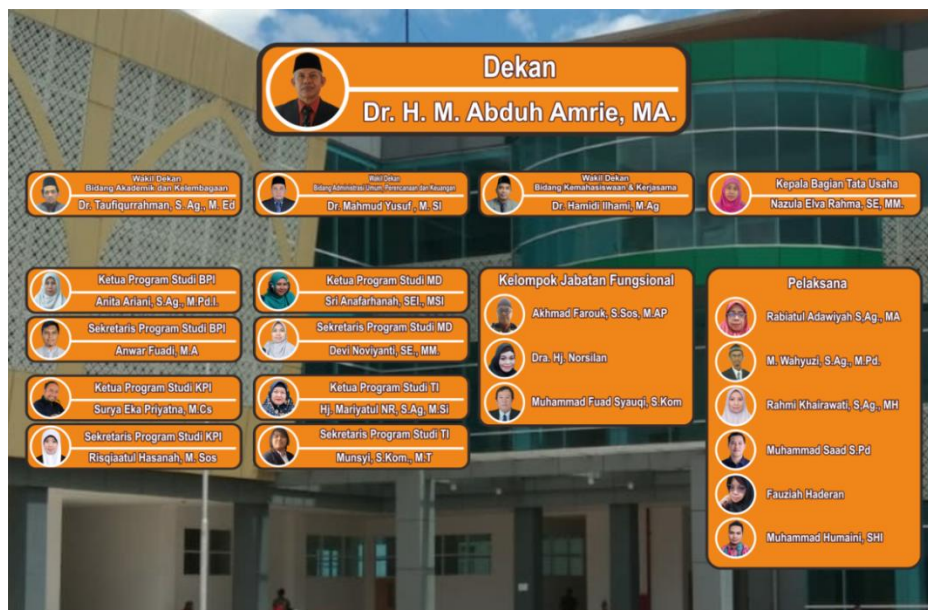 Dekan
Dr. H. M. Abduh Amrie, MA.
Wakil Dekan
Bidang Akademik dan Kelembagaan
Dr. Taufiqurrahman, S. Ag., M. Ed
Wakil Dekan
Bidang Administrasi Umum, Perencanaan dan Keuangan
Dr. Mahmud Yusuf., M. SI
Wakil Dekan
Bidang Kemahasiswaan & Kerjasama
Dr. Hamidi Ilhami, M.Ag
Kepala Bagian Tata Usaha
Nazula Elva Rahma, SE, MM.
Ketua Program Studi BPI
Anita Ariani, S.Ag., M.Pd.I.
Sekretaris Program Studi BPI
Anwar Fuadi, M.A
Ketua Program Studi KPI
Surya Eka Priyatna, M.Cs
Sekretaris Program Studi KPI
Risqiaatul Hasanah, M. Sos
Ketua Program Studi MD
Sri Anafarhanah, SEI., MSI
Sekretaris Program Studi MD
Devi Noviyanti, SE., MM.
Ketua Program Studi TI
Hj. Mariyatul NR, S.Ag, M.Si
Sekretaris Program Studi TI
Munsyi, S.Kom., M.T
Kelompok Jabatan Fungsional
Akhmad Farouk, S.Sos, M.AP
Dra. Hj. Norsilan
Muhammad Fuad Syauqi, S.Kom
Pelaksana
Rabiatul Adawiyah S,Ag., MA
M. Wahyuzi, S.Ag., M.Pd.
Rahmi Khairawati, S,Ag., MH
Muhammad Saad S.Pd
Fauziah Haderan
Muhammad Humaini, SHI